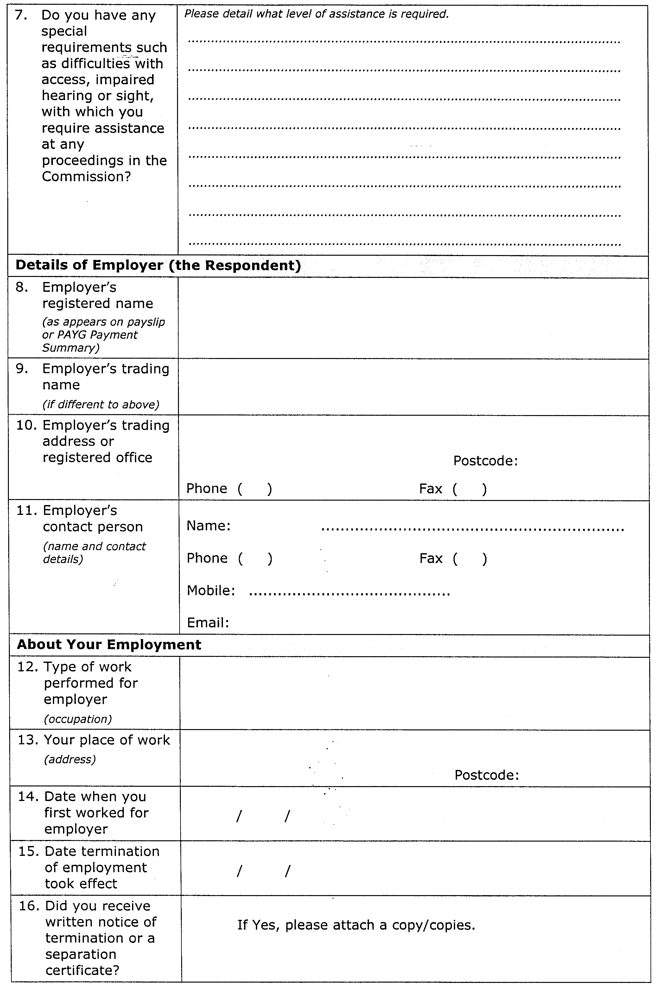 7. Do you have any
special
requirements such
as difficulties with
access, impaired
hearing or sight,
with which you
require assistance
at any
proceedings in the
Commission?
Please detail what level of assistance is required.
Details of Employer (the Respondent)
8. Employer's
registered name
(as appears on payslip
or PAYG Payment
Summary)
9. Employer's trading
name
(if different to above)
10. Employer's trading
address or
registered office
Postcode:
Phone ( ) Fax ( )
11. Employer's
contact person
(name and contact
details)
Name: ................................................................
Phone ( ) Fax ( )
Mobile: ..........................................
Email:
About Your Employment
12. Type of work
performed for
employer
(occupation)
13. Your place of work
(address)
Postcode:
14. Date when you
first worked for
employer
/ /
15. Date termination
of employment
took effect
/ /
16. Did you receive
written notice of
termination or a
separation
certificate?
If Yes, please attach a copy/copies.